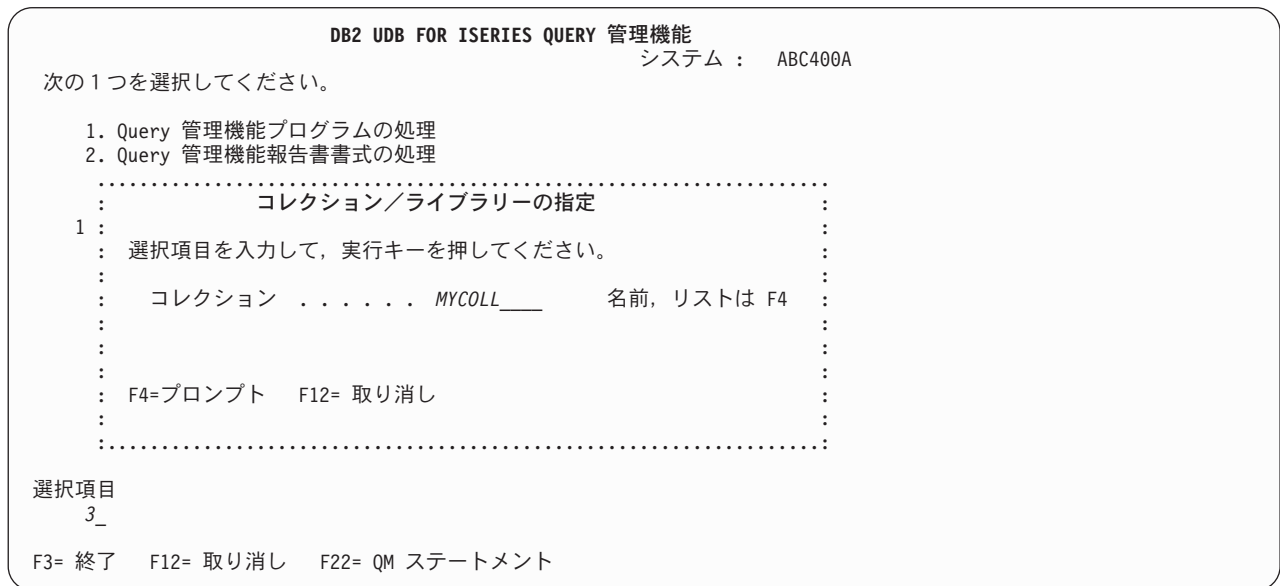 DB2 UDB FOR ISERIES QUERY 管理機能
システム : ABC400A
次の１つを選択してください。
1. Query 管理機能プログラムの処理
2. Query 管理機能報告書書式の処理
......................................................................
: コレクション／ライブラリーの指定 :
1 : :
: 選択項目を入力して，実行キーを押してください。 :
: :
: コレクション . . . . . . MYCOLL____ 名前，リストは F4 :
: :
: :
: :
: F4=プロンプト F12= 取り消し :
: :
:....................................................................:
選択項目
3_
F3= 終了 F12= 取り消し F22= QM ステートメント